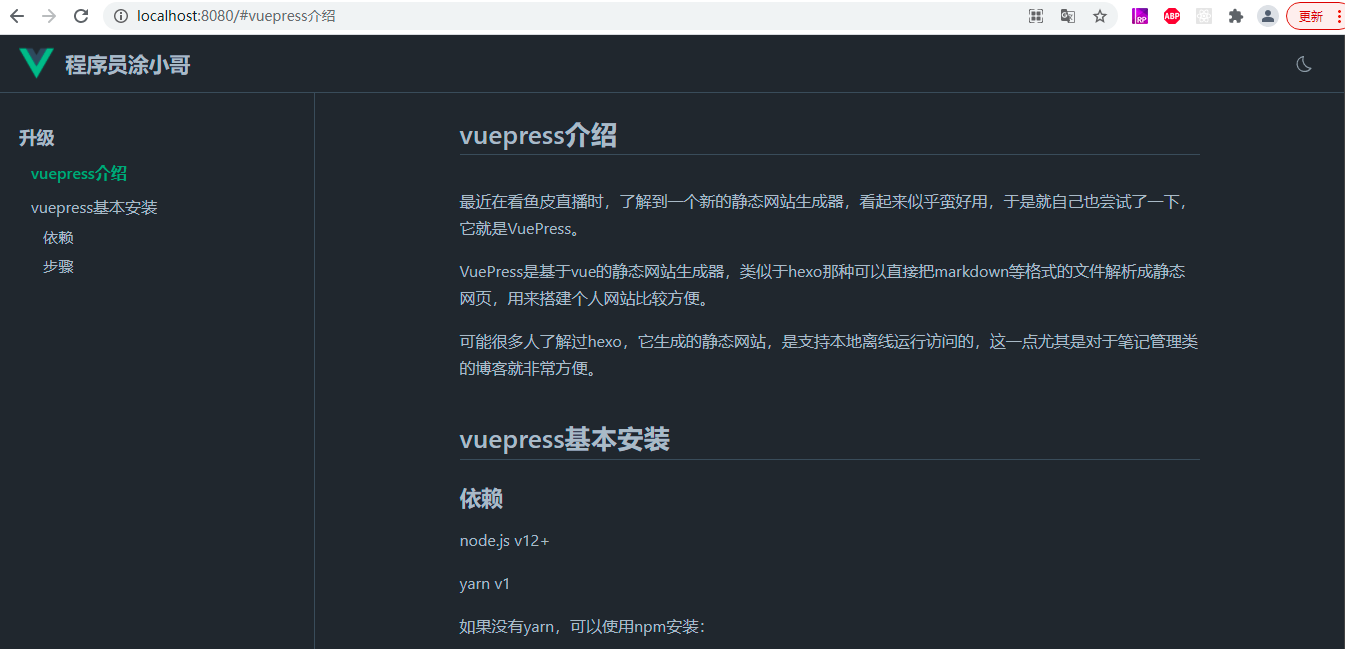 localhost:8080/#vuepress介绍
RP
ABP
更新
程序员涂小哥
升级
vuepress介绍
vuepress基本安装
依赖
步骤
vuepress介绍
最近在看鱼皮直播时，了解到一个新的静态网站生成器，看起来似乎蛮好用，于是就自己也尝试了一下，
它就是VuePress。
VuePress是基于vue的静态网站生成器，类似于hexo那种可以直接把markdown等格式的文件解析成静态
网页，用来搭建个人网站比较方便。
可能很多人了解过hexo，它生成的静态网站，是支持本地离线运行访问的，这一点尤其是对于笔记管理类
的博客就非常方便。
vuepress基本安装
依赖
node.js v12+
yarn v1
如果没有yarn，可以使用npm安装：